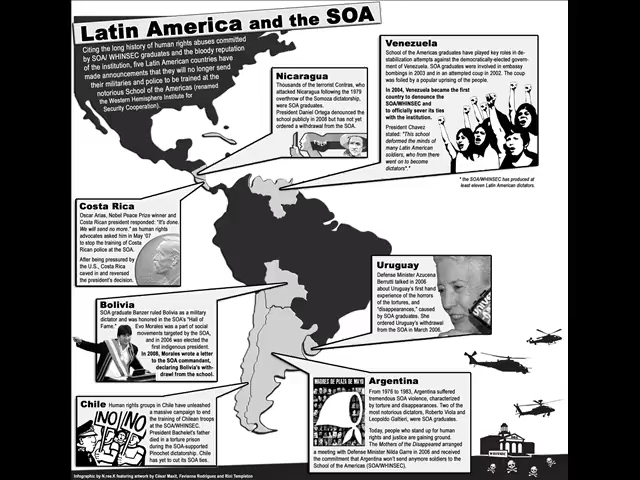 Latin America and the SOA
Citing the long history of human rights abuses committed
by SOA/ WHINSEC graduates and the bloody reputation
of the institution, five Latin American countries have
made announcements that they will no longer send
their militaries and police to be trained at the
notorious School of the Americas (renamed
the Western Hemisphere Institute for
Security Cooperation).
Nicaragua
Thousands of the terrorist Contras, who
attacked Nicaragua following the 1979
overthrow of the Somoza dictatorship,
were SOA graduates.
President Daniel Ortega denounced the
school publicly in 2008 but has not yet
ordered a withdrawal from the SOA.
Venezuela
School of the Americas graduates have played key roles in de-
stabilization attempts against the democratically-elected govern-
ment of Venezuela. SOA graduates were involved in embassy
bombings in 2003 and in an attempted coup in 2002. The coup
was foiled by a popular uprising of the people.
In 2004, Venezuela became the first
country to denounce the
SOA/WHINSEC and
to officially sever its ties
with the institution.
President Chavez
stated: "This school
deformed the minds of
many Latin American
soldiers, who from there
went on to become
dictators". *
* the SOA/WHINSEC has produced at
least eleven Latin American dictators.
Costa Rica
Oscar Arias, Nobel Peace Prize winner and
Costa Rican president responded: "It's done.
We will send no more." as human rights
advocates asked him in May '07
to stop the training of Costa
Rican police at the SOA.
After being pressured by
the U.S., Costa Rica
caved in and reversed
the president's decision.
Uruguay
Defense Minister Azucena
Berrutti talked in 2006
about Uruguay's first hand
experience of the horrors
of the tortures, and
"disappearances," caused
by SOA graduates. She
ordered Uruguay's withdrawal
from the SOA in March 2006.
Bolivia
SOA graduate Banzer ruled Bolivia as a military
dictator and was honored in the SOA's "Hall of
Fame." Evo Morales was a part of social
movements targeted by the SOA,
and in 2006 was elected the
first indigenous president.
In 2008, Morales wrote a letter
to the SOA commandant,
declaring Bolivia's with-
drawl from the school.
Argentina
MADRES DE PLAZA DE MAYO
From 1976 to 1983, Argentina suffered
tremendous SOA violence, characterized
by torture and disappearances. Two of the
most notorious dictators, Roberto Viola and
Leopoldo Galtieri, were SOA graduates.
Today, people who stand up for human
rights and justice are gaining ground.
The Mothers of the Disappeared arranged
a meeting with Defense Minister Nilda Garre in 2006 and received
the commitment that Argentina won't send anymore soldiers to the
School of the Americas (SOA/WHINSEC).
Chile Human rights groups in Chile have unleashed
a massive campaign to end
the training of Chilean troops
at the SOA/WHINSEC.
President Bachelet's father
died in a torture prison
during the SOA-supported
Pinochet dictatorship. Chile
has yet to cut its SOA ties.
NO NO
WHINSEC
Infographic by N.rne.X featuring artwork by César Maxit, Favianna Rodriguez and Rini Templeton